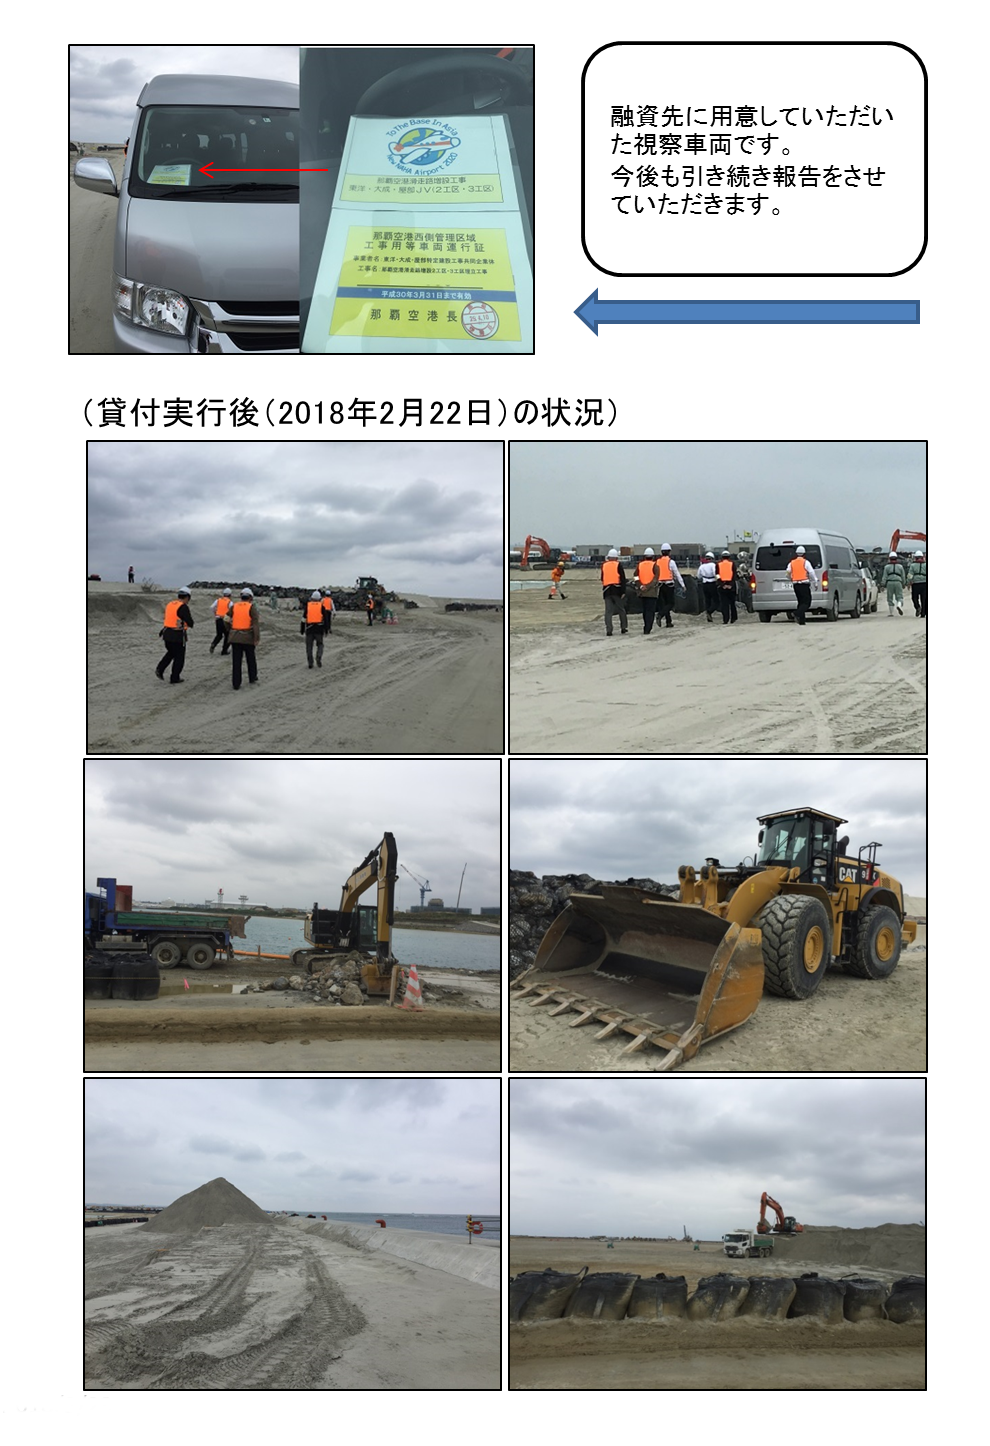 融資先に用意していただい
た視察車両です。
今後も引き続き報告をさせ
ていただきます。
To The Base In Asia
New NAHA Airport 2020
那覇空港滑走路増設工事
東洋・大成・屋部JV(2工区・3工区)
那覇空港西側管理区域
工事用等車両運行証
事業者名：東洋・大成・屋部特定建設工事共同企業体
工事名：那覇空港滑走路増設2工区・3工区埋立工事
平成30年3月31日まで有効
那覇空港長
（貸付実行後（2018年2月22日）の状況）
CAT